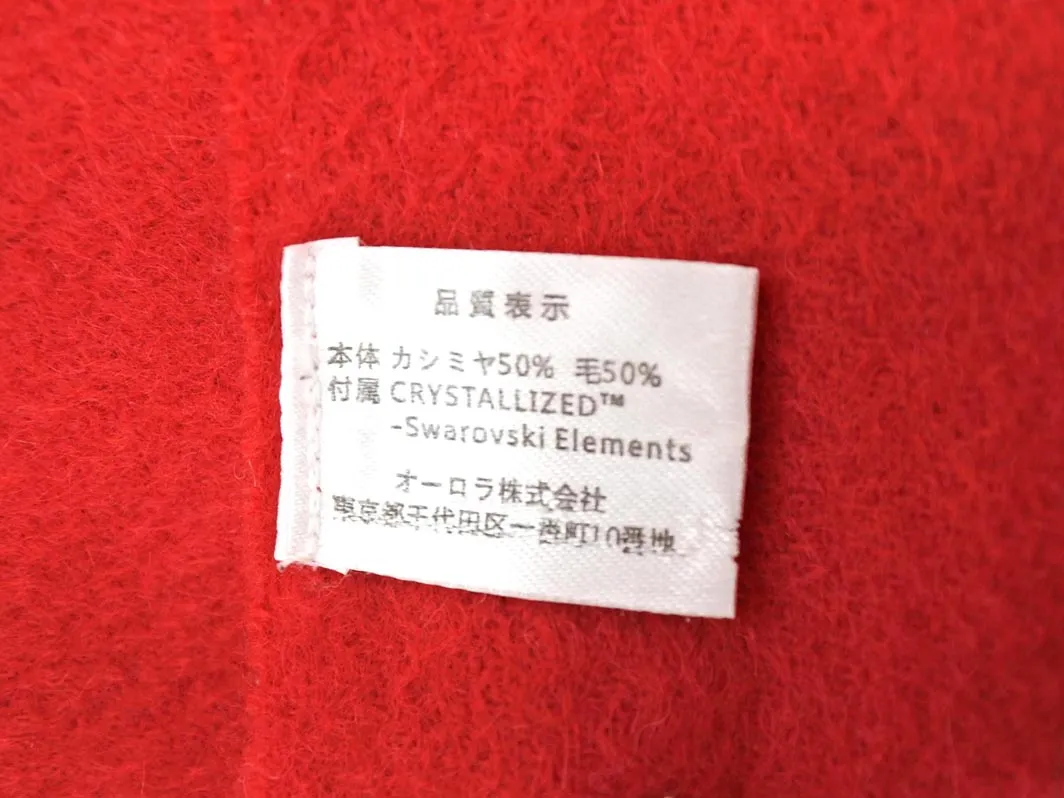 品質表示
本体 カシミヤ50% 毛50%
付属 CRYSTALLIZED™
-Swarovski Elements
オーロラ株式会社
東京都千代田区一番町10番地